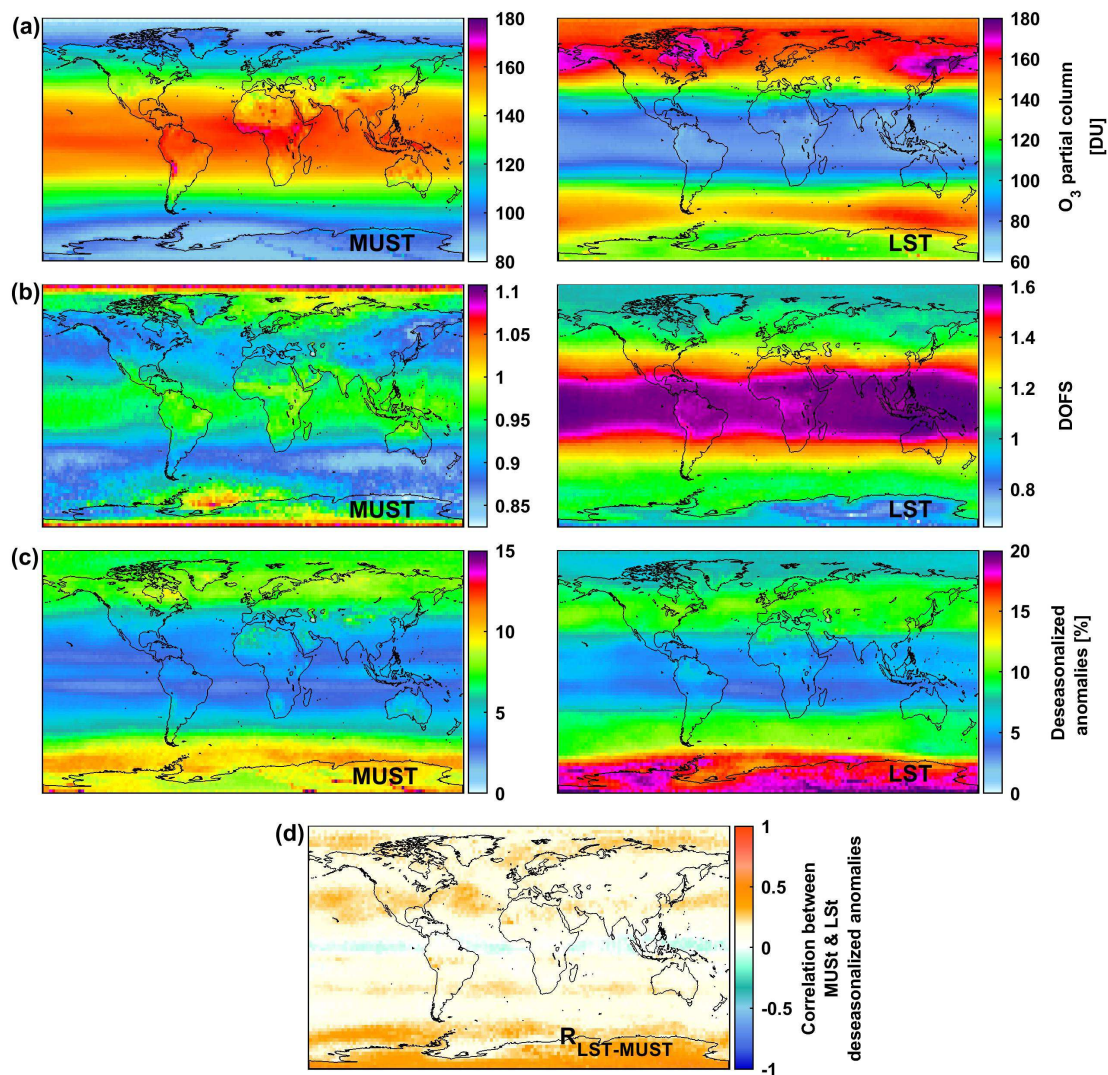 (a)
MUST
180
160
140
120
100
80
LST
180
160
140
120
100
80
60
O3 partial column
[DU]
(b)
MUST
1.1
1.05
1
0.95
0.9
0.85
LST
1.6
1.4
1.2
1
0.8
DOFS
(c)
MUST
15
10
5
0
LST
20
15
10
5
0
Deseasonalized
anomalies [%]
(d)
R LST-MUST
1
0.5
0
-0.5
-1
Correlation between
MUSt & LSt
deseasonalized anomalies